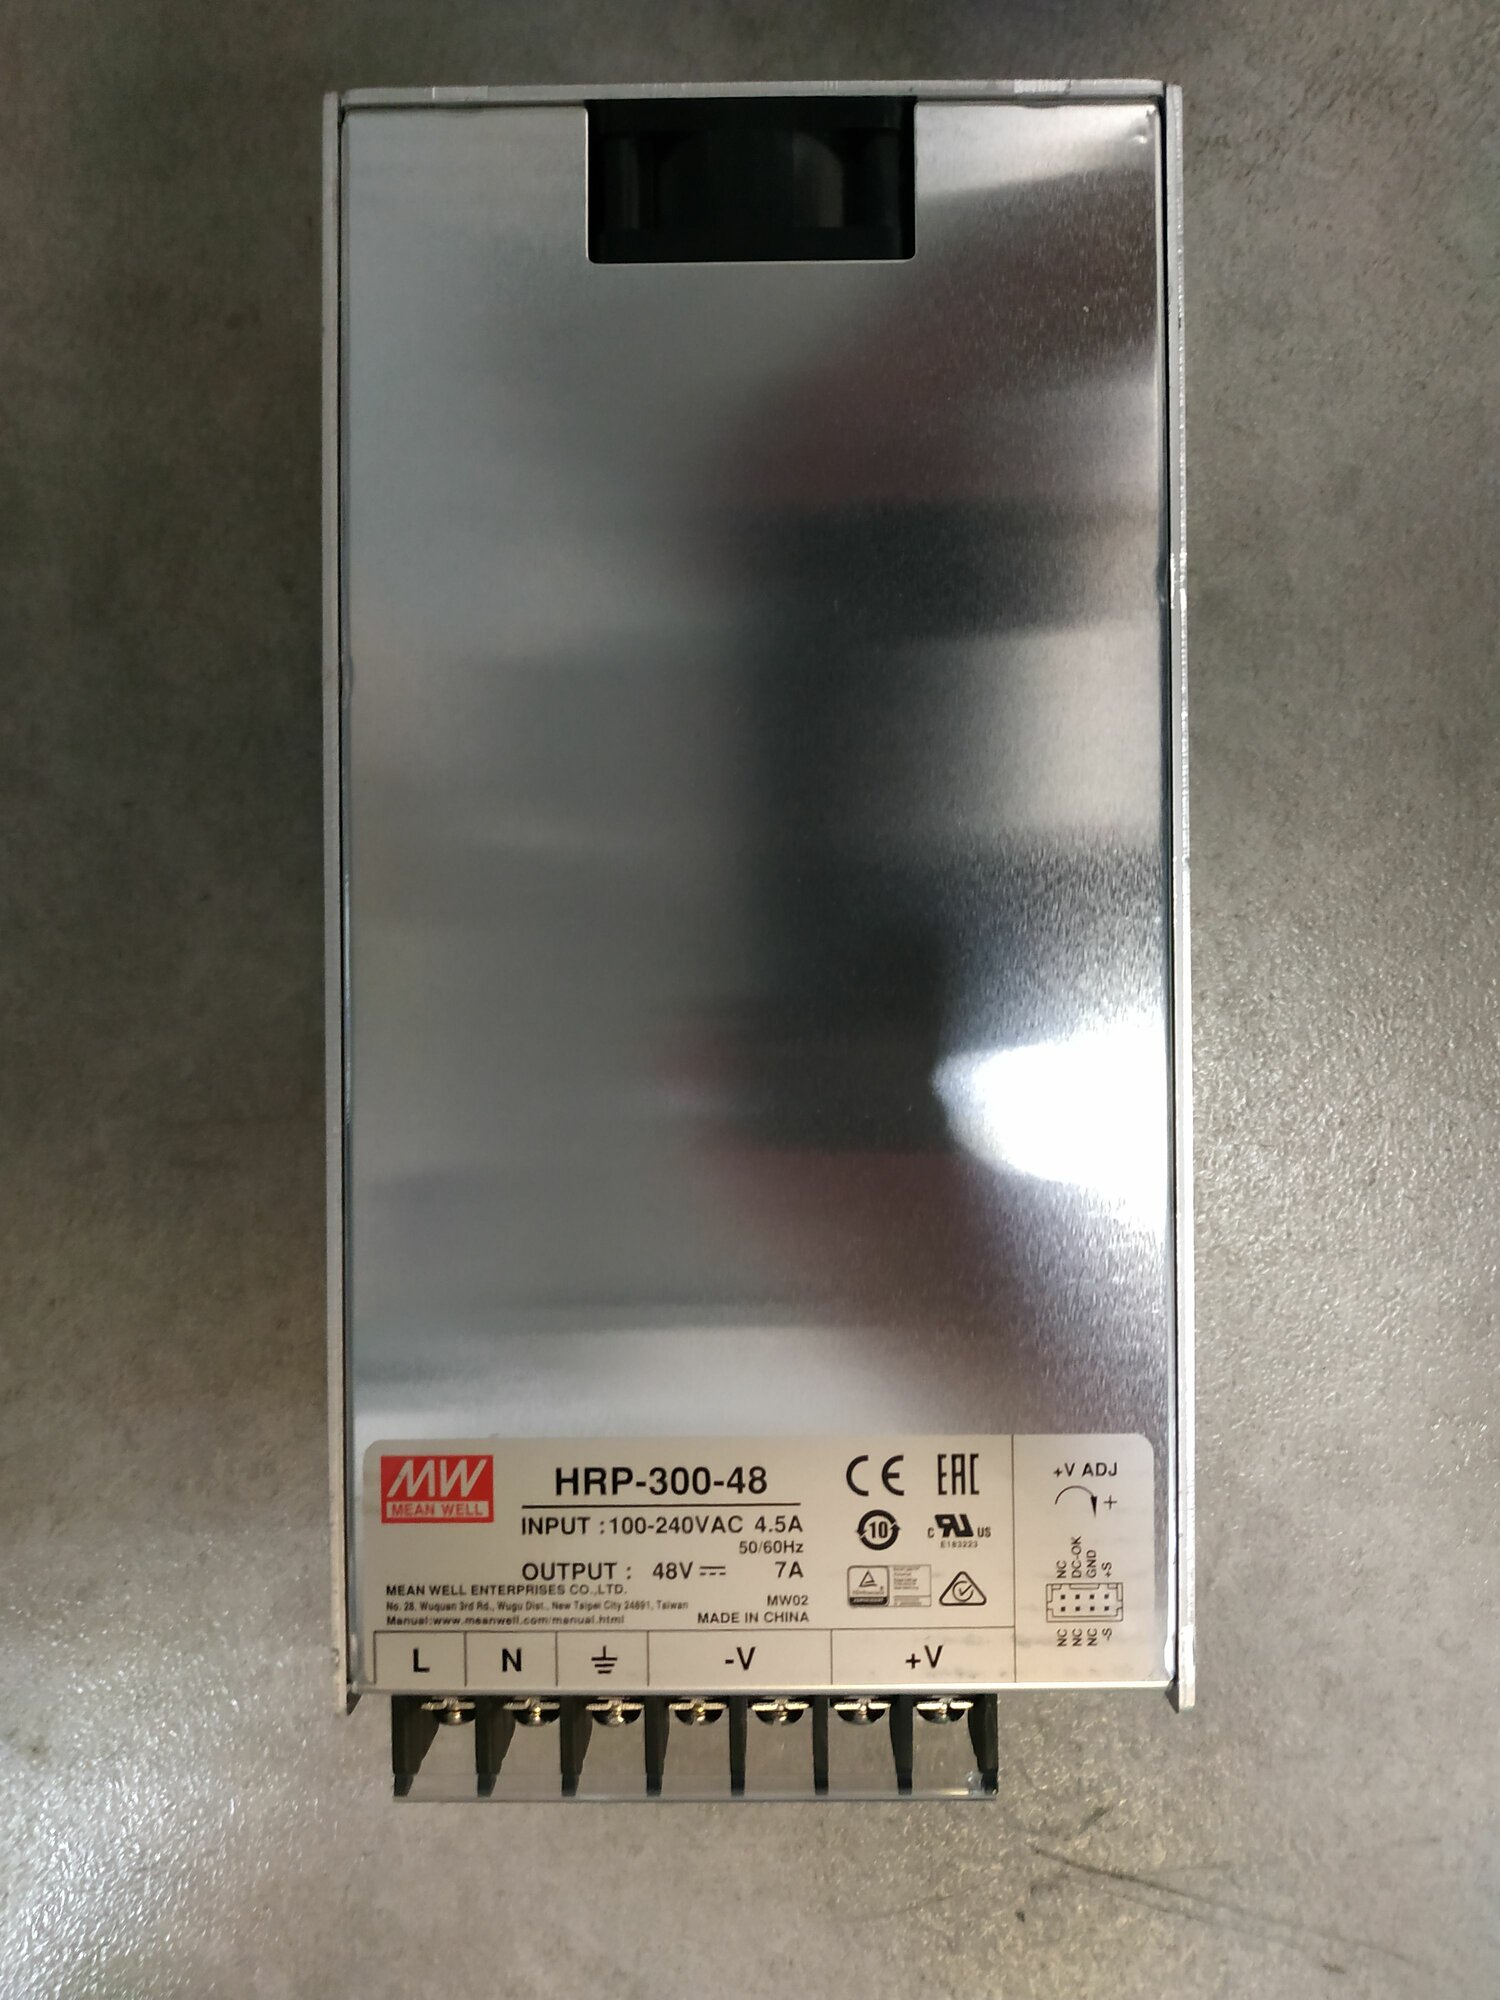 MW
MEAN WELL
HRP-300-48
INPUT : 100-240VAC 4.5A
50/60Hz
OUTPUT : 48V 7A
MEAN WELL ENTERPRISES CO.,LTD.
No. 28, Wuquan 3rd Rd., Wugu Dist., New Taipei City 24891, Taiwan
Manual:www.meanwell.com/manual.html
MW02
MADE IN CHINA
CE EAC
10
c RU US
E183223
+V ADJ
+
NC DC-OK GND +S
NC NC NC -S
L N -V +V